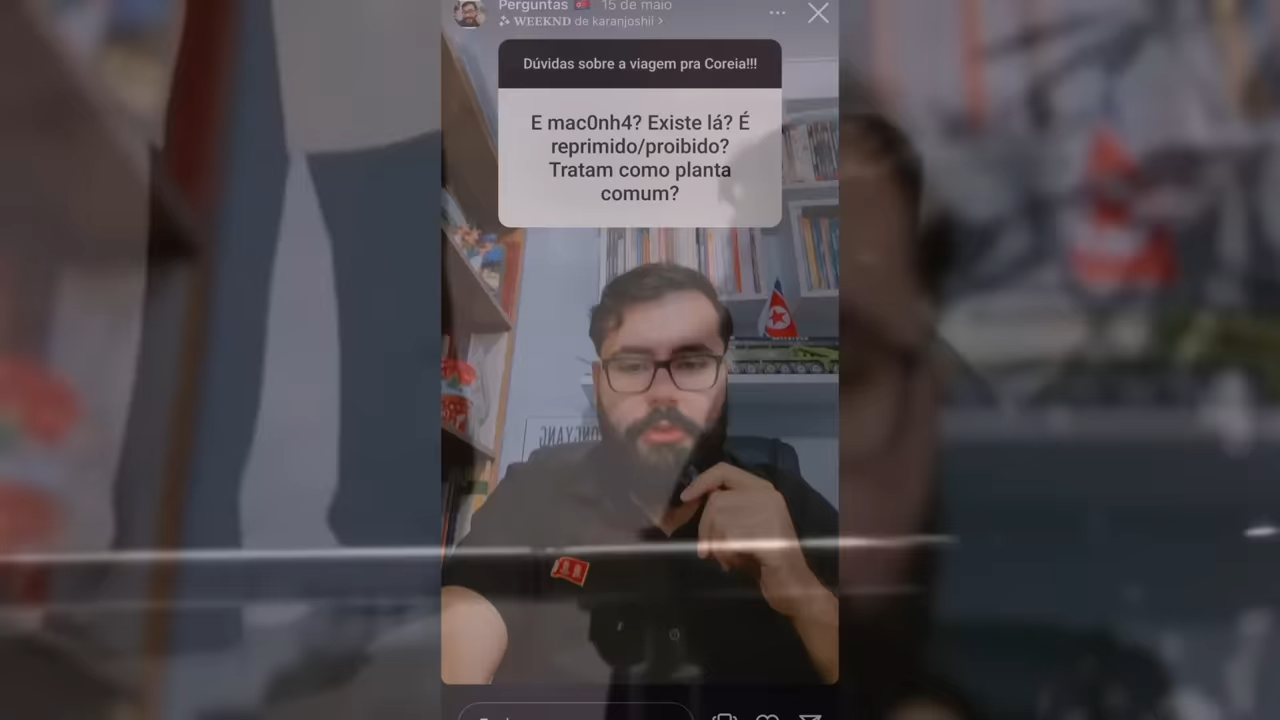 Perguntas 🇰🇵 15 de maio
WEEKND de karanjoshii >
Dúvidas sobre a viagem pra Coreia!!!
E mac0nh4? Existe lá? É
reprimido/proibido?
Tratam como planta
comum?